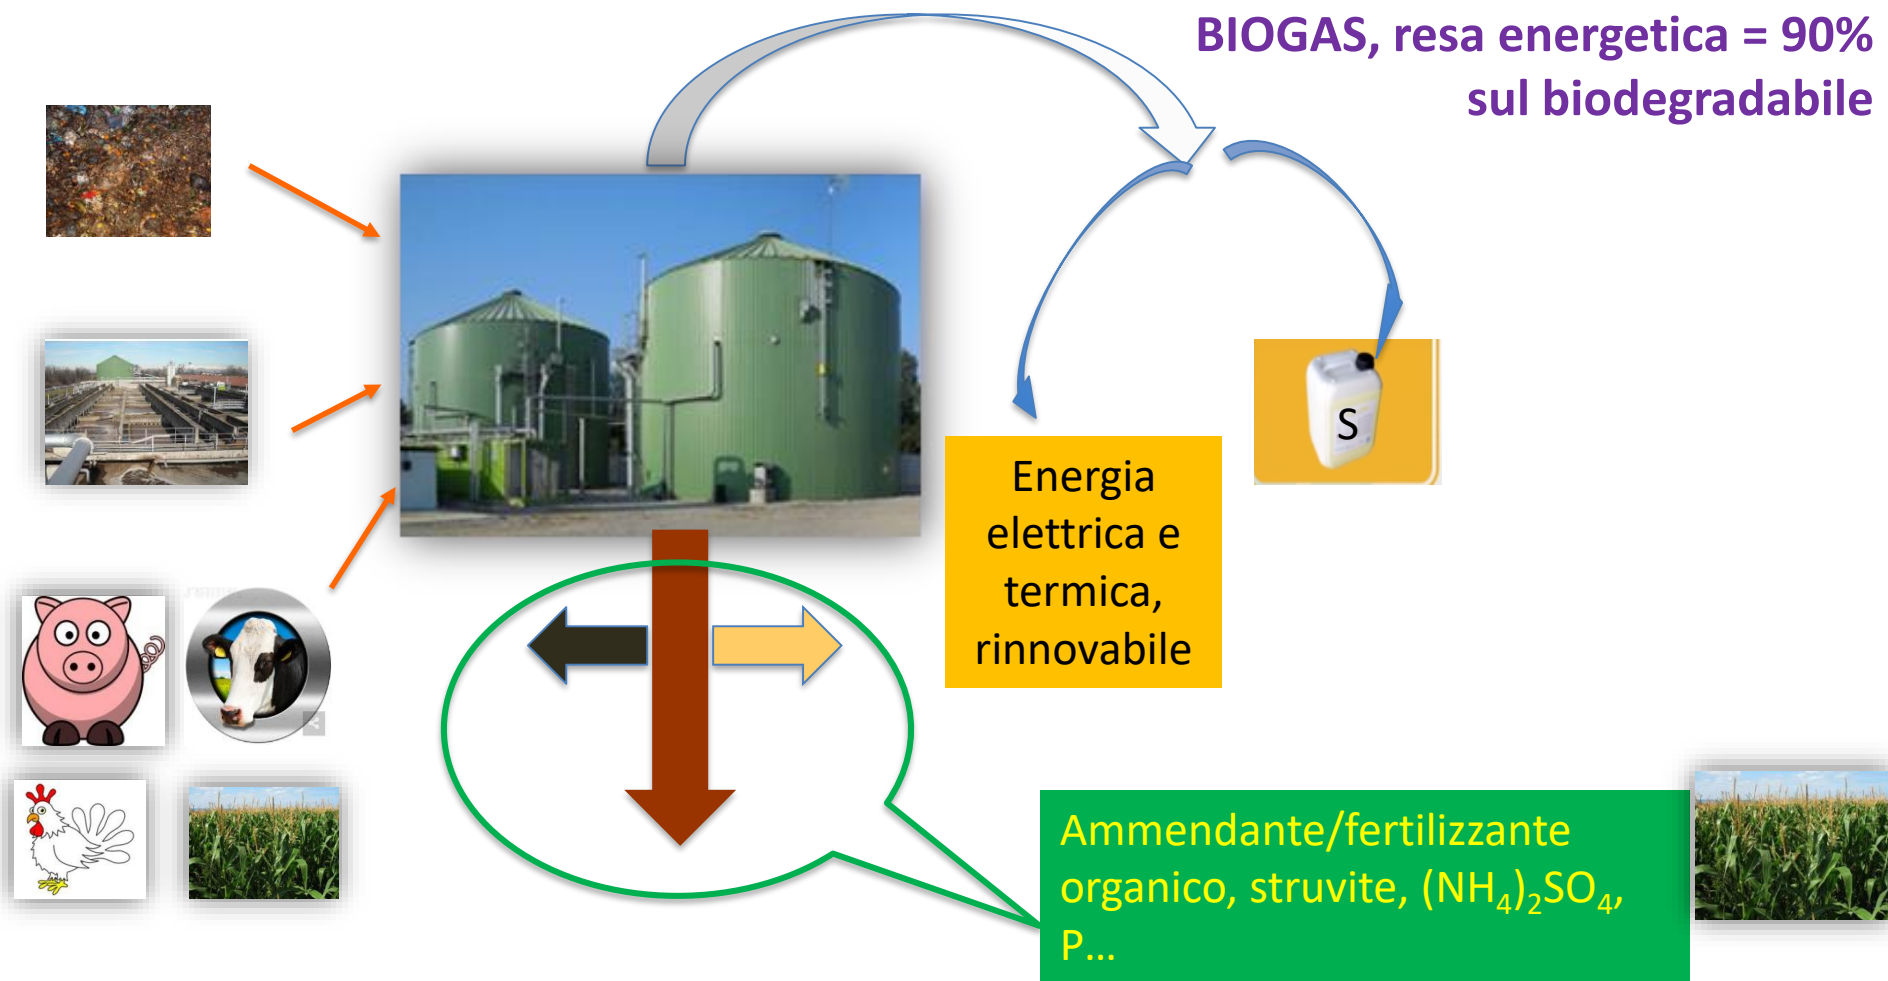 BIOGAS, resa energetica = 90%
sul biodegradabile
S
Energia
elettrica e
termica,
rinnovabile
Ammendante/fertilizzante
organico, struvite, (NH₄)₂SO₄,
P...